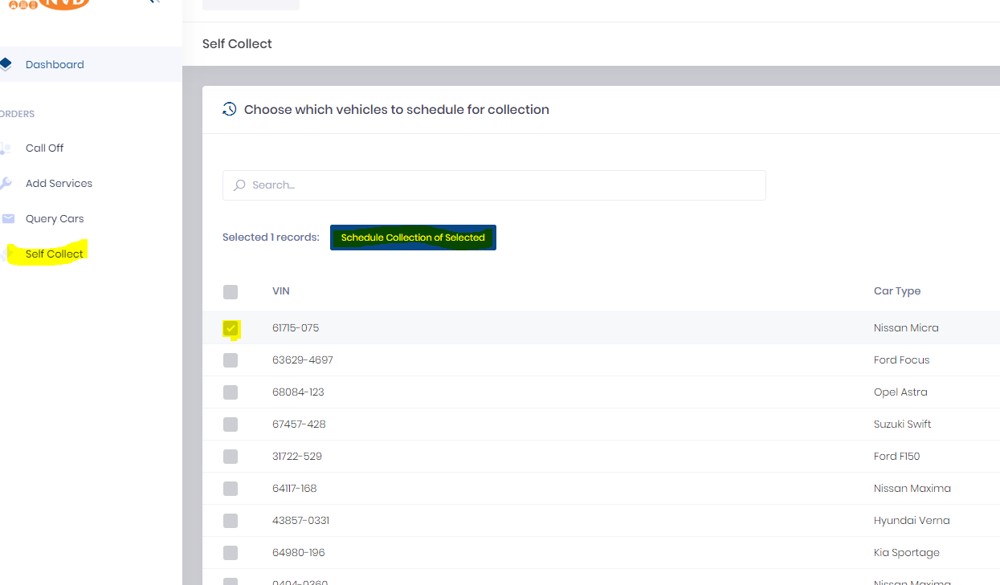 NVD
Self Collect
Dashboard
ORDERS
Call Off
Add Services
Query Cars
Self Collect
Choose which vehicles to schedule for collection
Search...
Selected 1 records: Schedule Collection of Selected
VIN Car Type
61715-075 Nissan Micra
63629-4697 Ford Focus
68084-123 Opel Astra
67457-428 Suzuki Swift
31722-529 Ford F150
64117-168 Nissan Maxima
43857-0331 Hyundai Verna
64980-196 Kia Sportage
0404-0360 Nissan Maxima